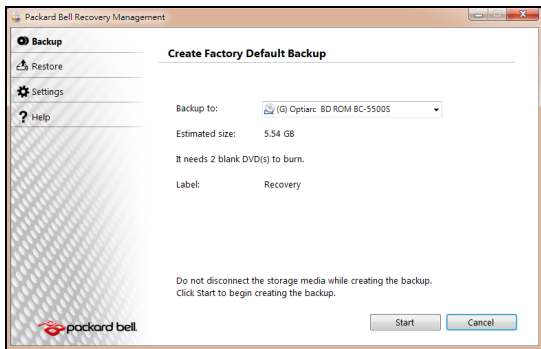 Packard Bell Recovery Management
Backup
Restore
Settings
Help
Create Factory Default Backup
Backup to: (G) Optiarc BD ROM BC-5500S
Estimated size: 5.54 GB
It needs 2 blank DVD(s) to burn.
Label: Recovery
Do not disconnect the storage media while creating the backup.
Click Start to begin creating the backup.
Start Cancel
packard bell.